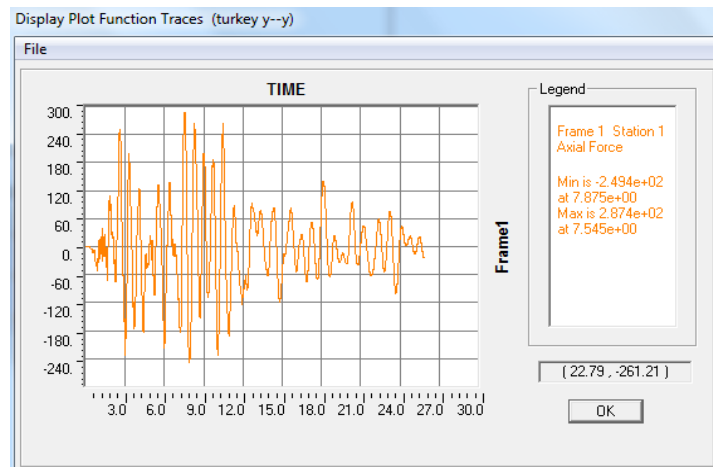 Display Plot Function Traces (turkey y--y)
File
TIME
300.
240.
180.
120.
60.
0.
-60.
-120.
-180.
-240.
3.0 6.0 9.0 12.0 15.0 18.0 21.0 24.0 27.0 30.0
Frame1
Legend
Frame 1 Station 1
Axial Force
Min is -2.494e+02
at 7.875e+00
Max is 2.874e+02
at 7.545e+00
( 22.79 , -261.21 )
OK